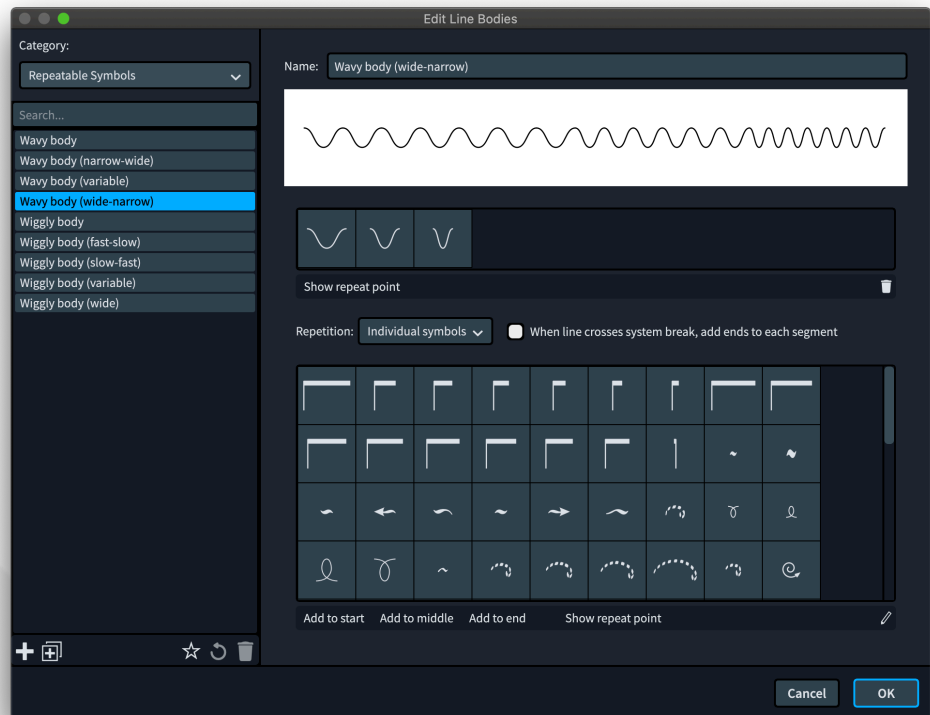 Edit Line Bodies
Category:
Repeatable Symbols
Search...
Wavy body
Wavy body (narrow-wide)
Wavy body (variable)
Wavy body (wide-narrow)
Wiggly body
Wiggly body (fast-slow)
Wiggly body (slow-fast)
Wiggly body (variable)
Wiggly body (wide)
Name: Wavy body (wide-narrow)
Show repeat point
Repetition: Individual symbols When line crosses system break, add ends to each segment
Add to start Add to middle Add to end Show repeat point
Cancel OK